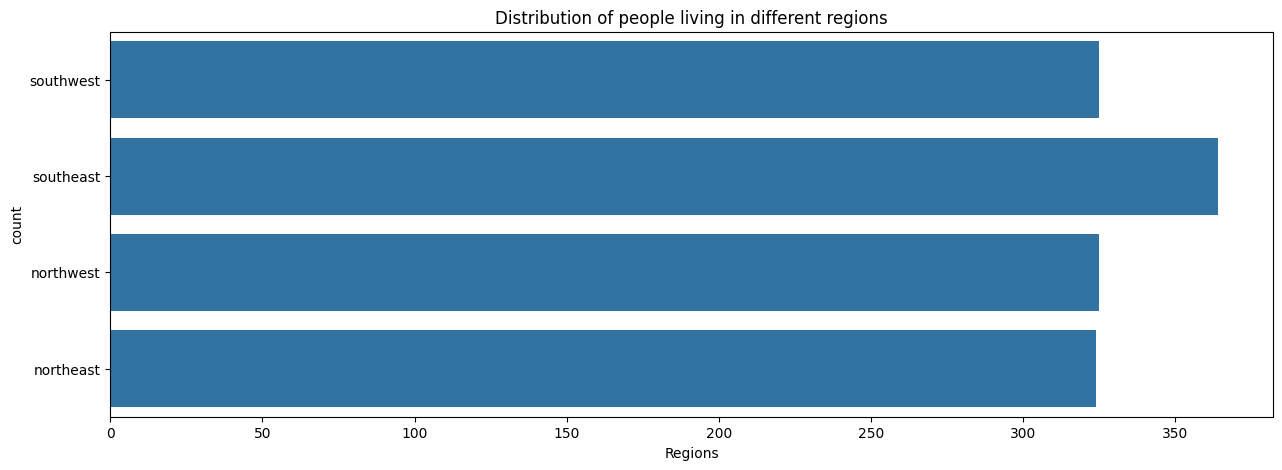 Distribution of people living in different regions
southwest
southeast
northwest
northeast
count
0 50 100 150 200 250 300 350
Regions